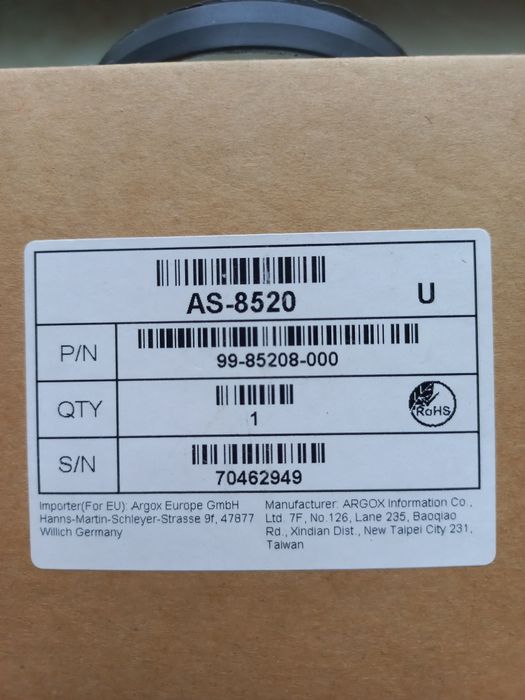 AS-8520
U
P/N
99-85208-000
QTY
1
RoHS
S/N
70462949
Importer(For EU): Argox Europe GmbH
Hanns-Martin-Schleyer-Strasse 9f, 47877
Willich Germany
Manufacturer: ARGOX Information Co.,
Ltd. 7F, No.126, Lane 235, Baoqiao
Rd., Xindian Dist., New Taipei City 231,
Taiwan